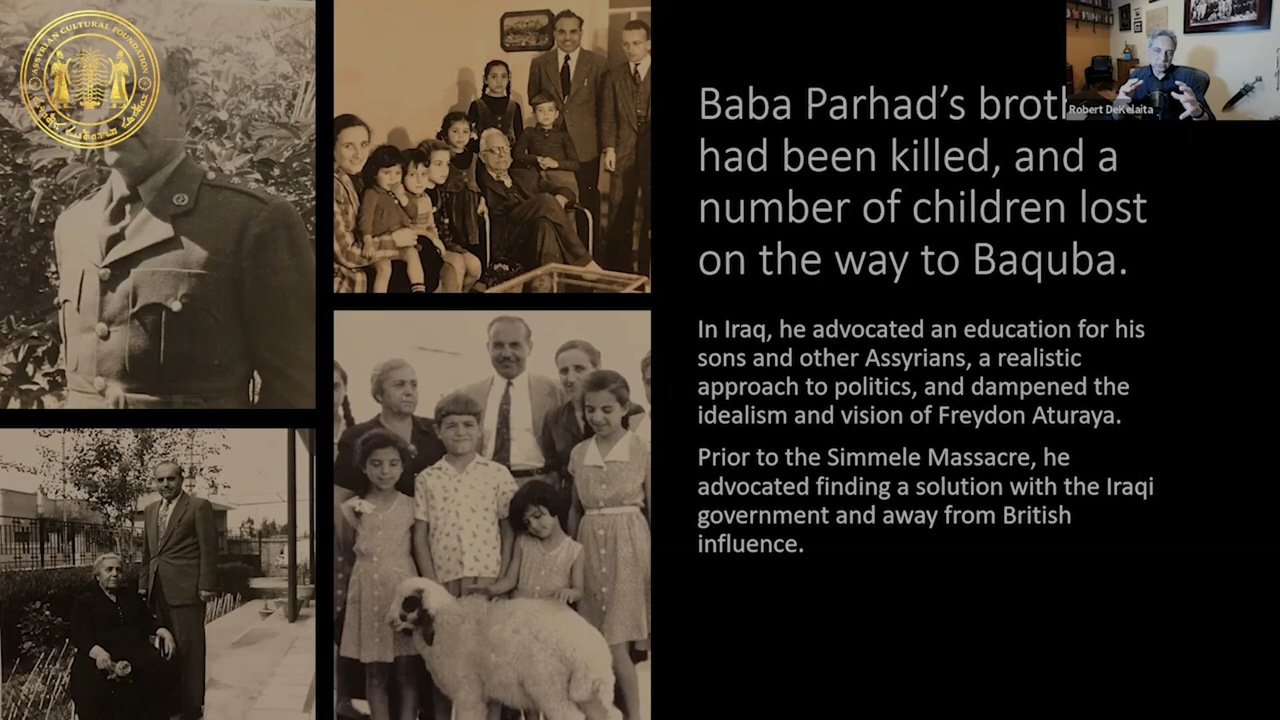 ASSYRIAN CULTURAL FOUNDATION
Baba Parhad's
had been killed, and a
number of children lost
on the way to Baquba.
Robert DeKelaita
In Iraq, he advocated an education for his
sons and other Assyrians, a realistic
approach to politics, and dampened the
idealism and vision of Freydon Aturaya.
Prior to the Simmele Massacre, he
advocated finding a solution with the Iraqi
government and away from British
influence.